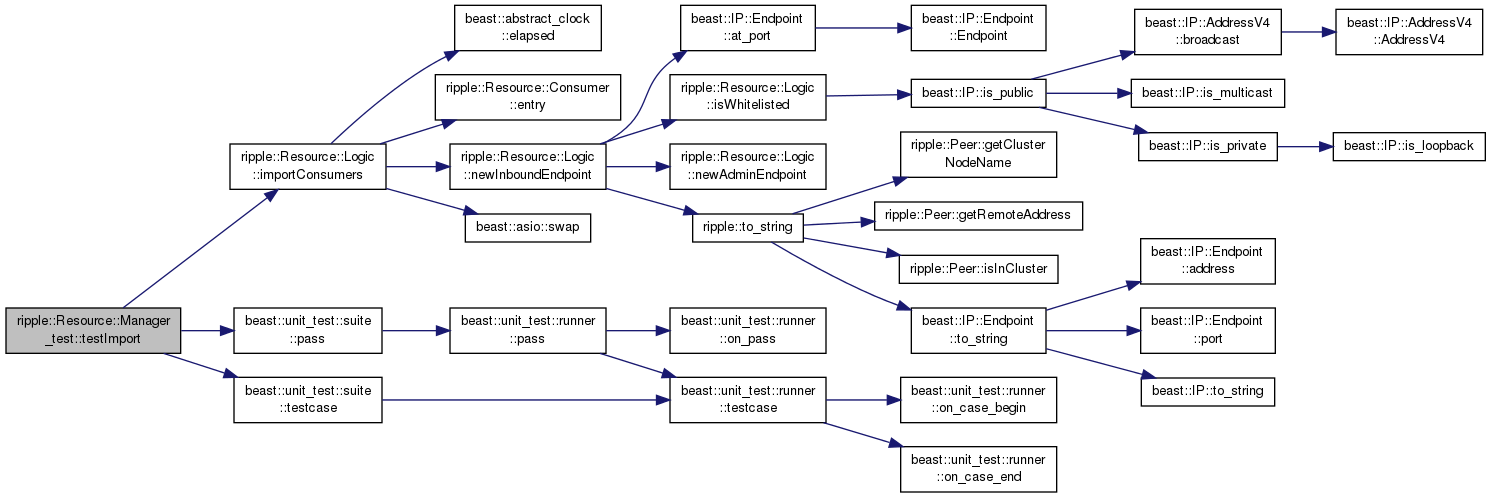 beast::abstract_clock
::elapsed
beast::IP::Endpoint
::at_port
beast::IP::Endpoint
::Endpoint
beast::IP::AddressV4
::broadcast
beast::IP::AddressV4
::AddressV4
ripple::Resource::Consumer
::entry
ripple::Resource::Logic
::isWhitelisted
beast::IP::is_public
beast::IP::is_multicast
ripple::Resource::Logic
::importConsumers
ripple::Resource::Logic
::newInboundEndpoint
ripple::Resource::Logic
::newAdminEndpoint
ripple::Peer::getCluster
NodeName
beast::IP::is_private
beast::IP::is_loopback
beast::asio::swap
ripple::to_string
ripple::Peer::getRemoteAddress
ripple::Peer::isInCluster
beast::IP::Endpoint
::address
ripple::Resource::Manager
_test::testImport
beast::unit_test::suite
::pass
beast::unit_test::runner
::pass
beast::unit_test::runner
::on_pass
beast::IP::Endpoint
::to_string
beast::IP::Endpoint
::port
beast::unit_test::suite
::testcase
beast::unit_test::runner
::testcase
beast::unit_test::runner
::on_case_begin
beast::IP::to_string
beast::unit_test::runner
::on_case_end